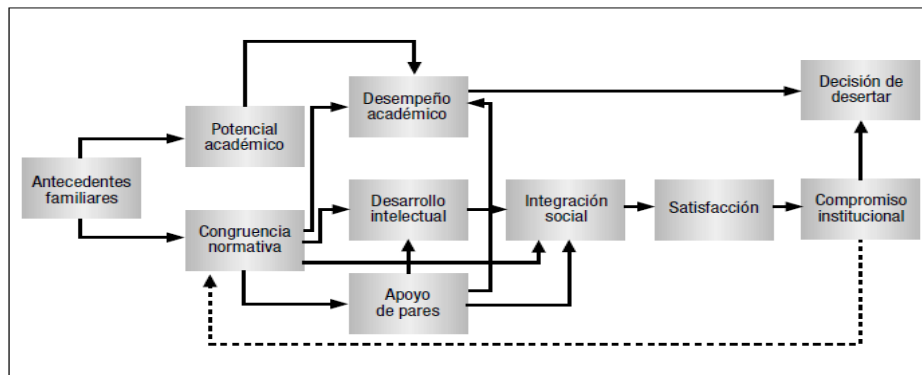 Antecedentes
familiares
Potencial
académico
Congruencia
normativa
Desempeño
académico
Desarrollo
intelectual
Apoyo
de pares
Integración
social
Satisfacción
Decisión de
desertar
Compromiso
institucional